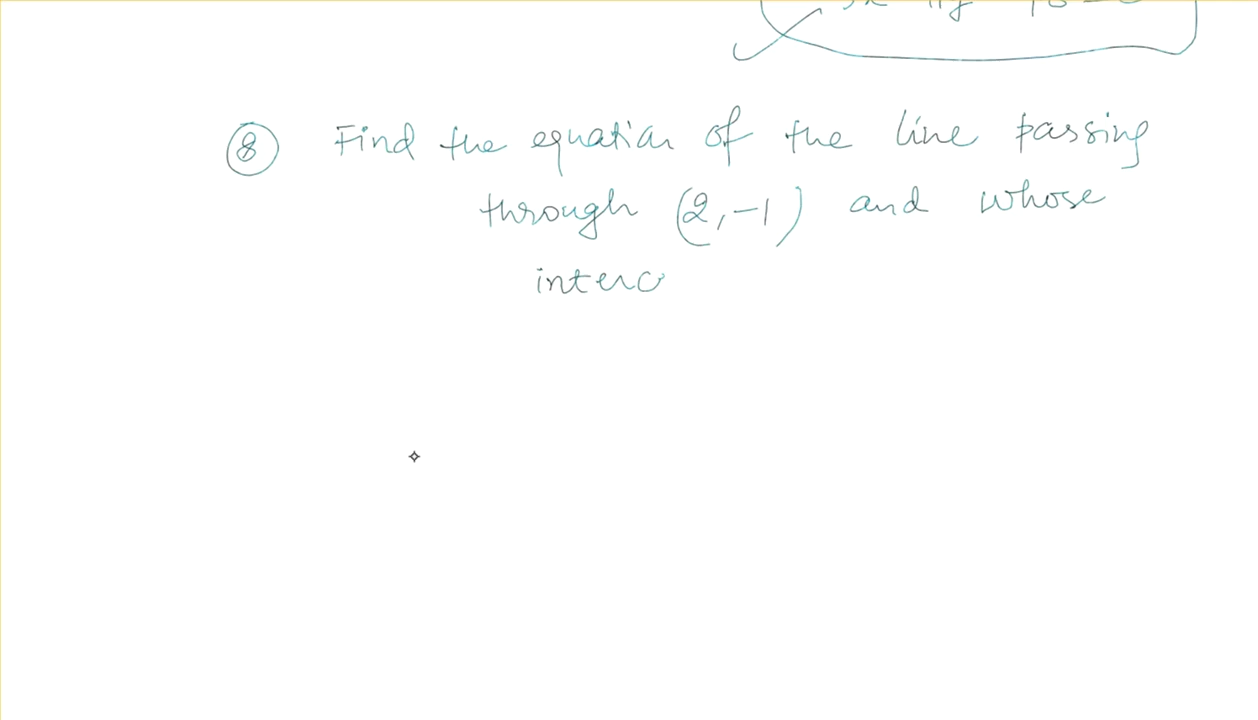 ⑧ Find the equation of the line passing
through (2,-1) and whose
interc